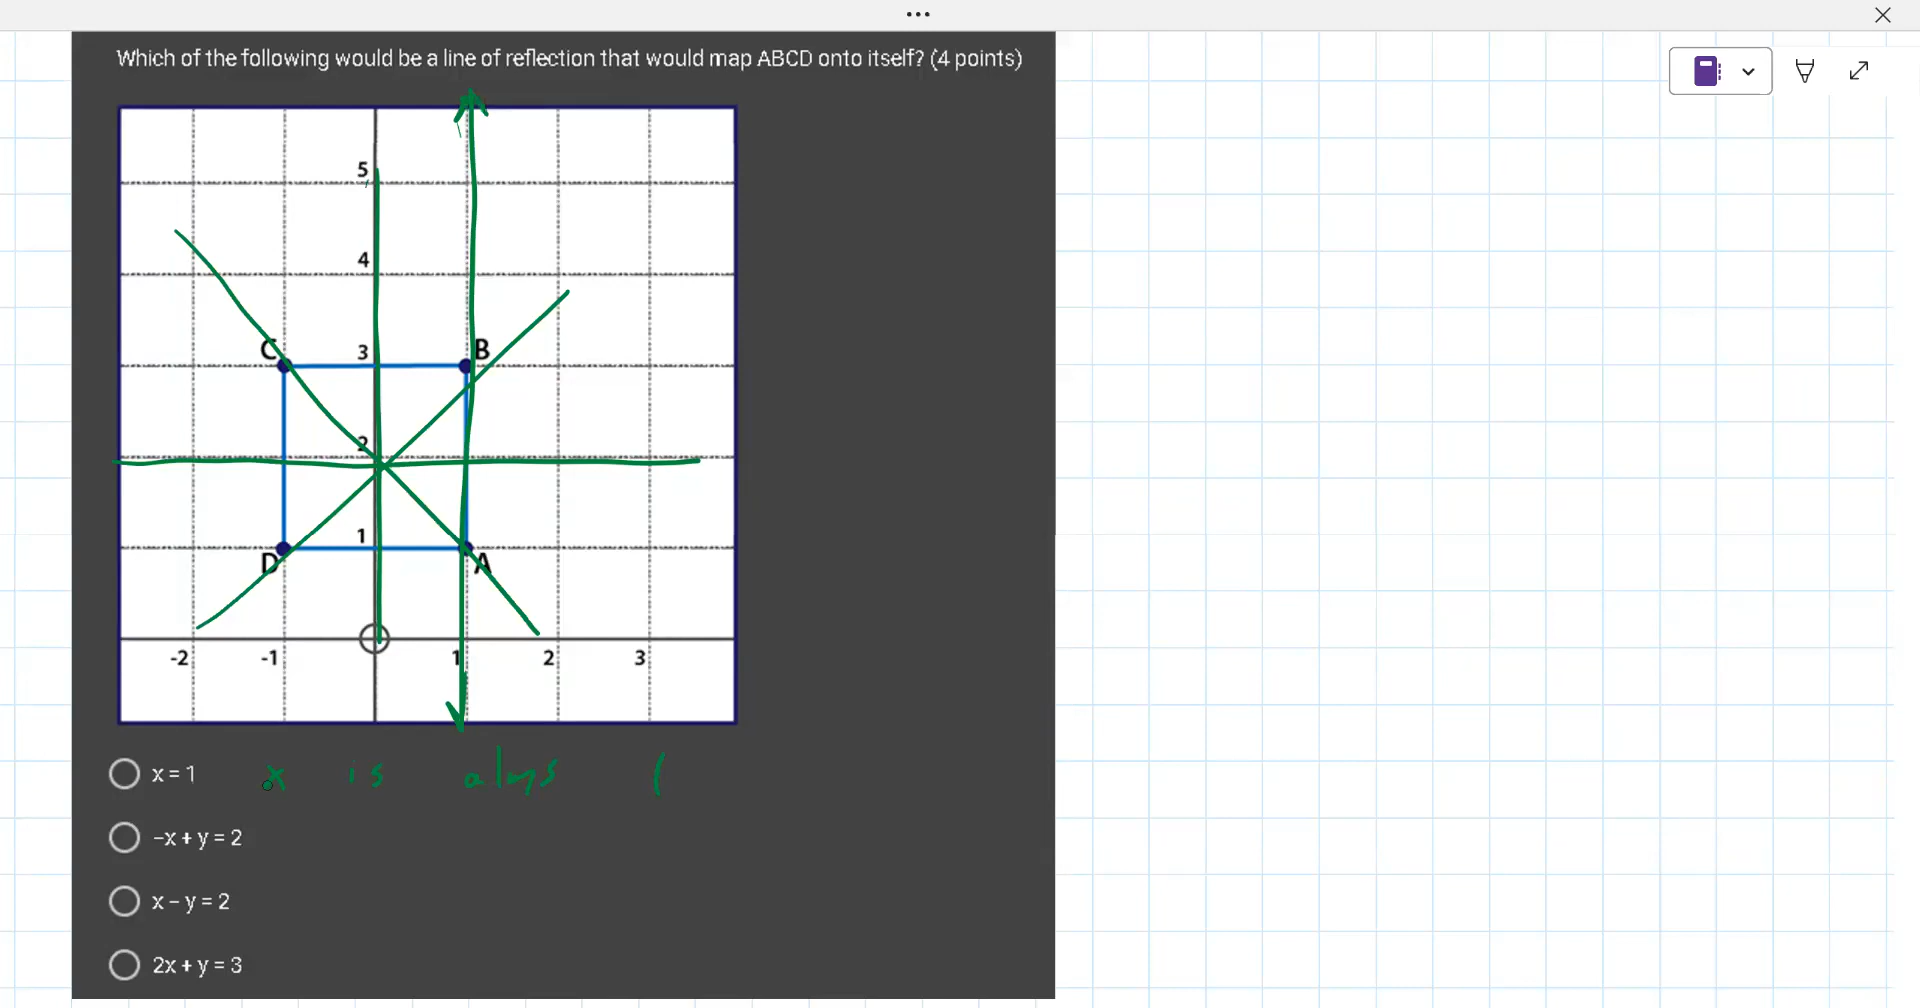 Which of the following would be a line of reflection that would map ABCD onto itself? (4 points)
5
4
C
3
B
2
1
D
A
-2 -1 1 2 3
x = 1 x is alwys (
-x + y = 2
x - y = 2
2x + y = 3